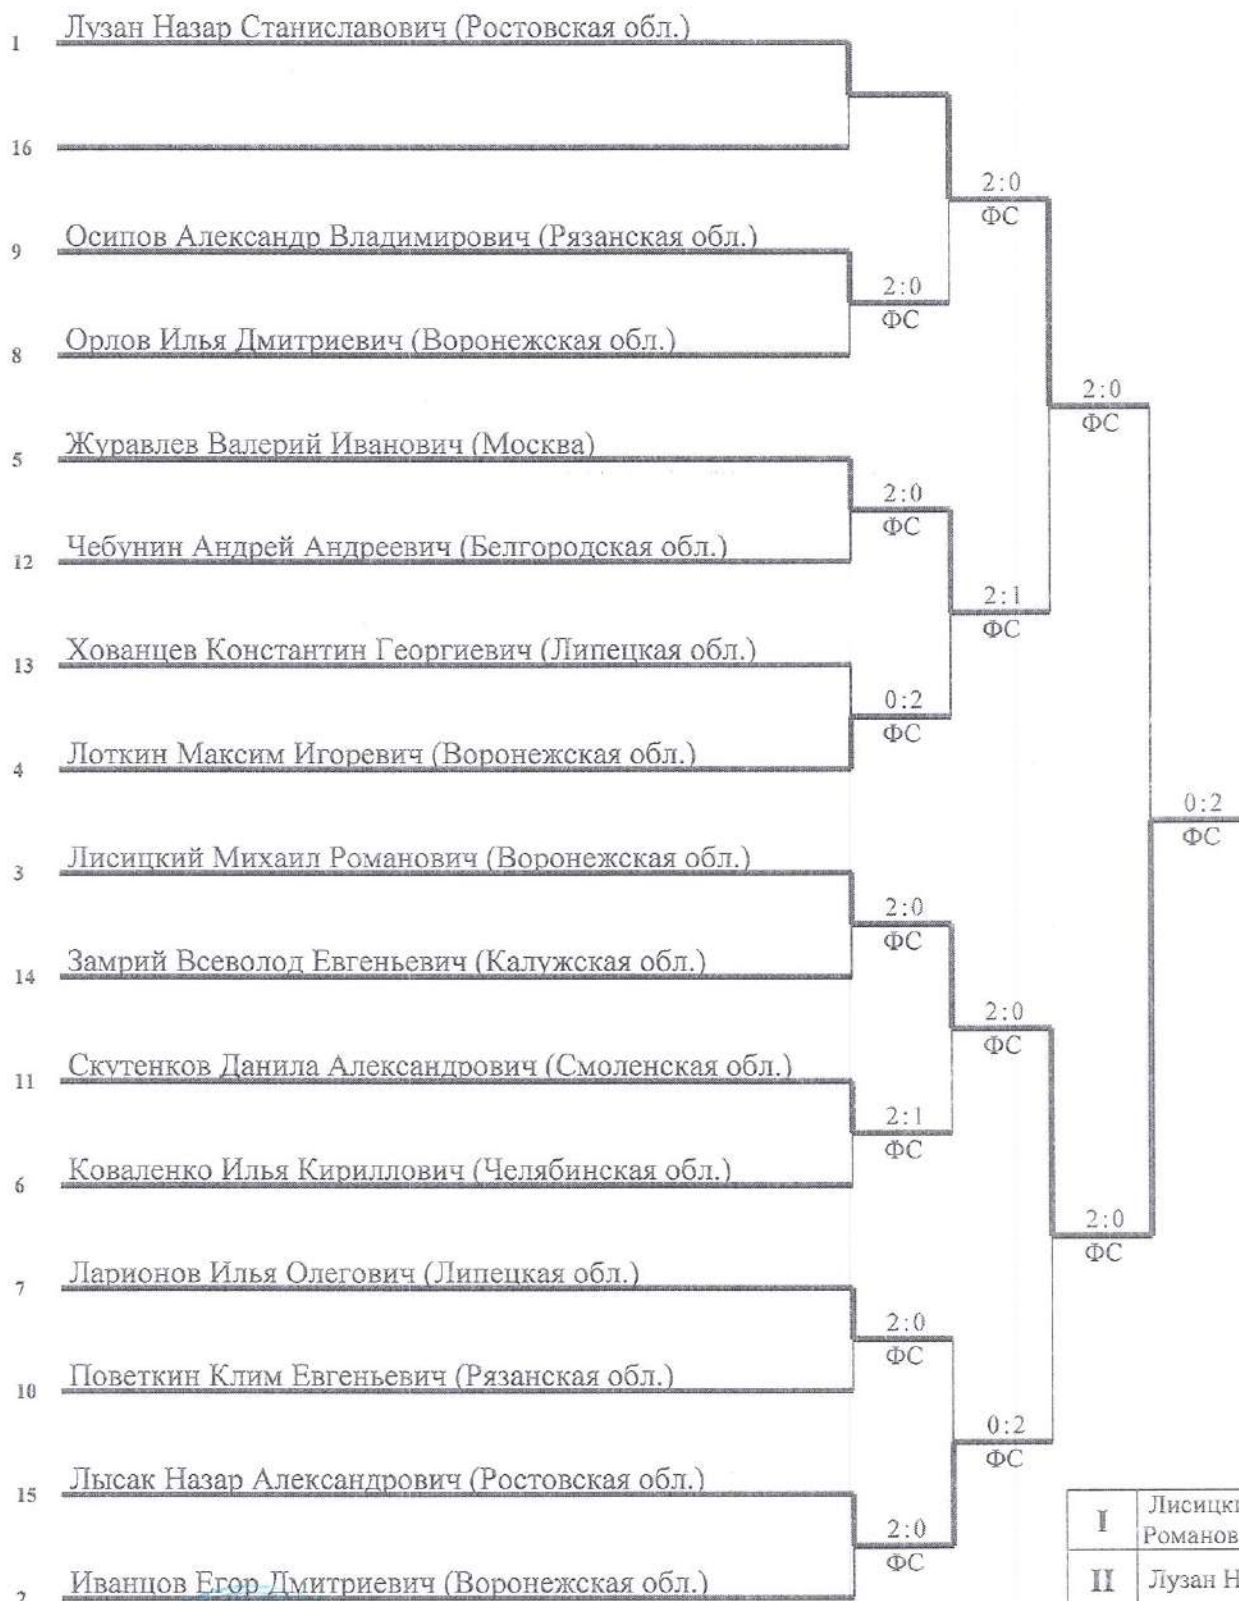 1 Лузан Назар Станиславович (Ростовская обл.)
16
2:0
ФС
9 Осипов Александр Владимирович (Рязанская обл.)
2:0
ФС
8 Орлов Илья Дмитриевич (Воронежская обл.)
2:0
ФС
5 Журавлев Валерий Иванович (Москва)
2:0
ФС
12 Чебунин Андрей Андреевич (Белгородская обл.)
2:1
ФС
13 Хованцев Константин Георгиевич (Липецкая обл.)
0:2
ФС
4 Лоткин Максим Игоревич (Воронежская обл.)
0:2
ФС
3 Лисицкий Михаил Романович (Воронежская обл.)
2:0
ФС
14 Замрий Всеволод Евгеньевич (Калужская обл.)
2:0
ФС
11 Скутенков Данила Александрович (Смоленская обл.)
2:1
ФС
6 Коваленко Илья Кириллович (Челябинская обл.)
2:0
ФС
7 Ларионов Илья Олегович (Липецкая обл.)
2:0
ФС
10 Поветкин Клим Евгеньевич (Рязанская обл.)
0:2
ФС
15 Лысак Назар Александрович (Ростовская обл.)
2:0
ФС
2 Иванцов Егор Дмитриевич (Воронежская обл.)
I Лисицки
Романов
II Лузан Н